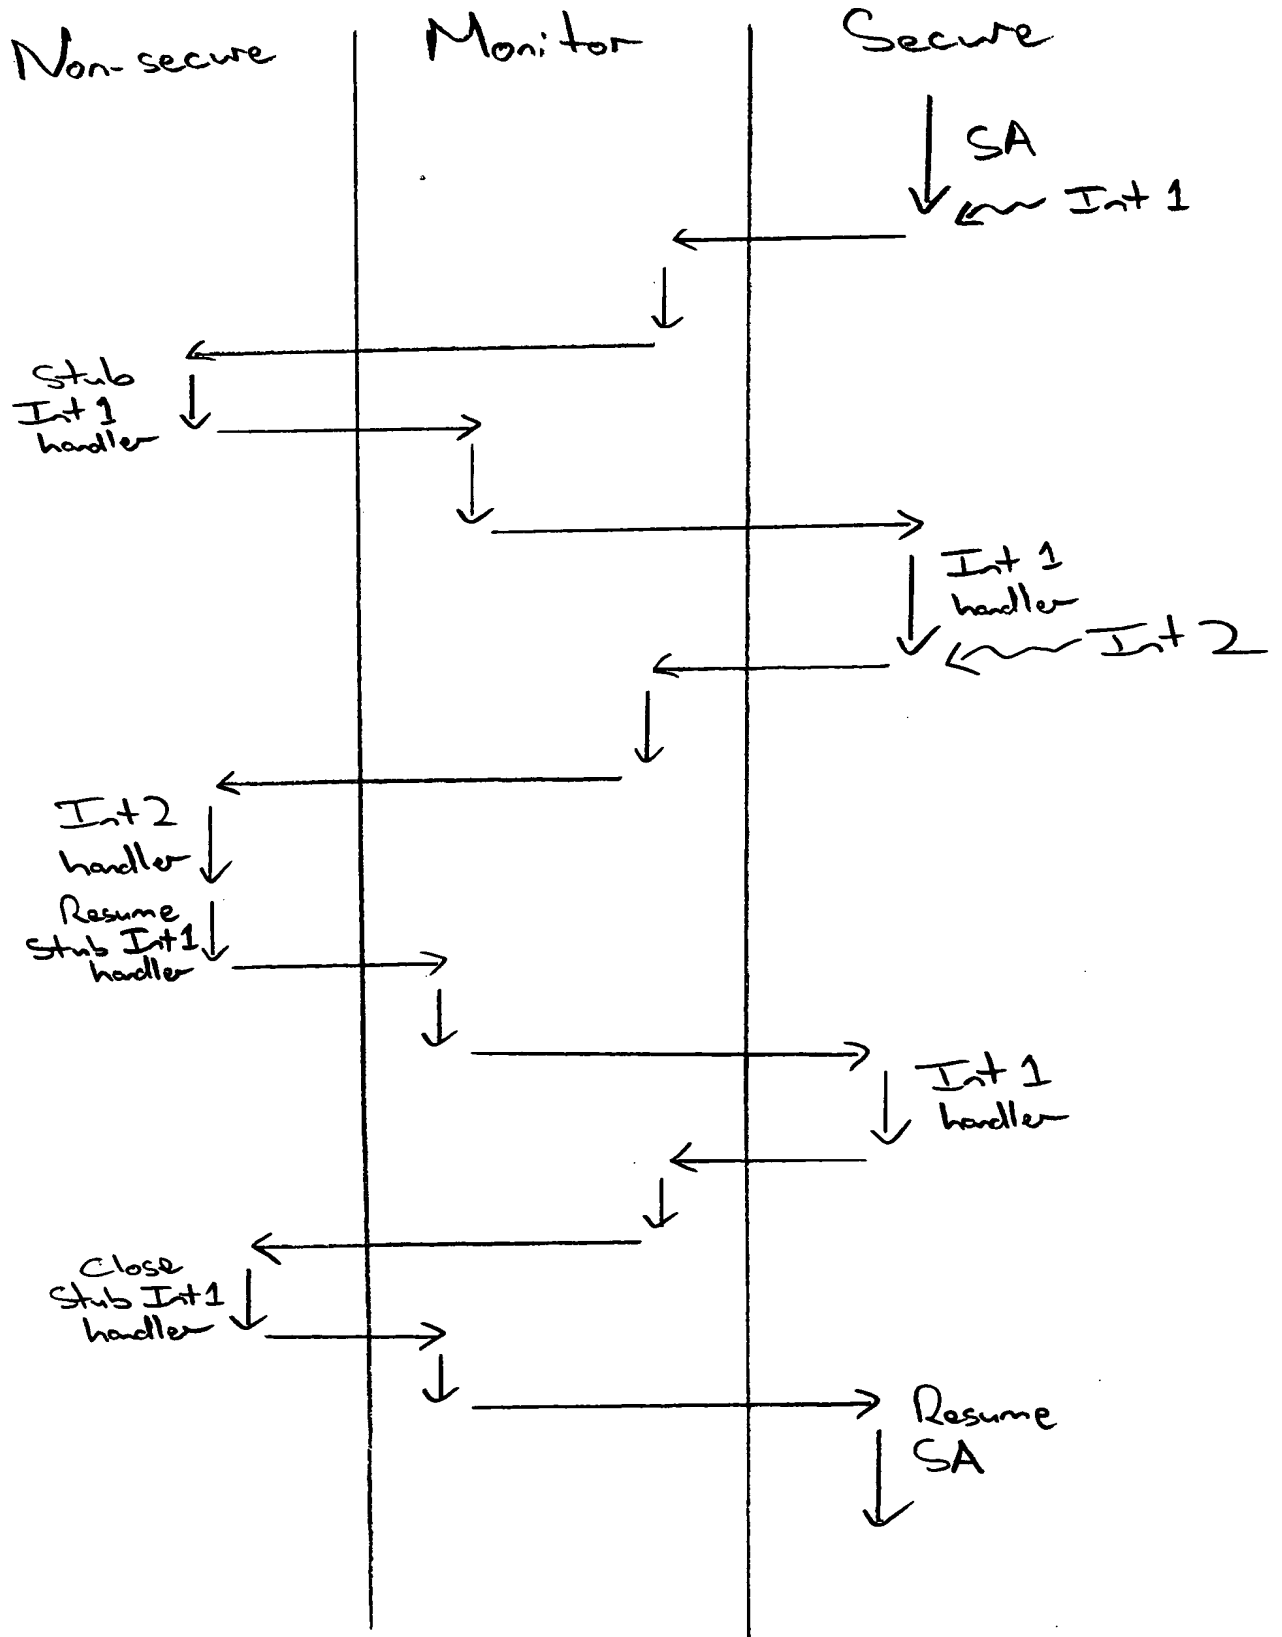 Non-secure
Monitor
Secure
SA
Int 1
Stub
Int 1
handler
Int 1
handler
Int 2
Int 2
handler
Resume
Stub Int 1
handler
Int 1
handler
Close
Stub Int 1
handler
Resume
SA